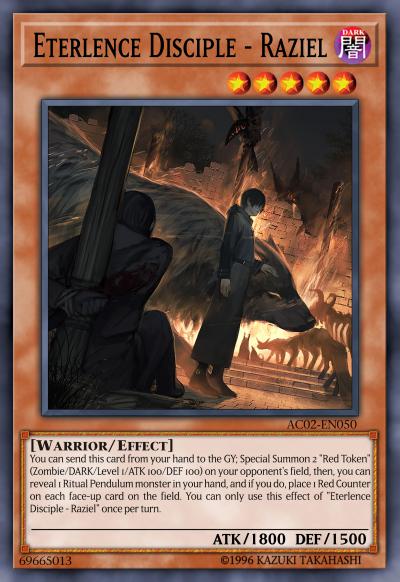 ETERLENCE DISCIPLE - RAZIEL
DARK
闇
AC02-EN050
[WARRIOR/EFFECT]
You can send this card from your hand to the GY; Special Summon 2 "Red Token"
(Zombie/DARK/Level 1/ATK 100/DEF 100) on your opponent's field, then, you can
reveal 1 Ritual Pendulum monster in your hand, and if you do, place 1 Red Counter
on each face-up card on the field. You can only use this effect of "Eterlence
Disciple - Raziel" once per turn.
ATK/1800 DEF/1500
69665013
©1996 KAZUKI TAKAHASHI